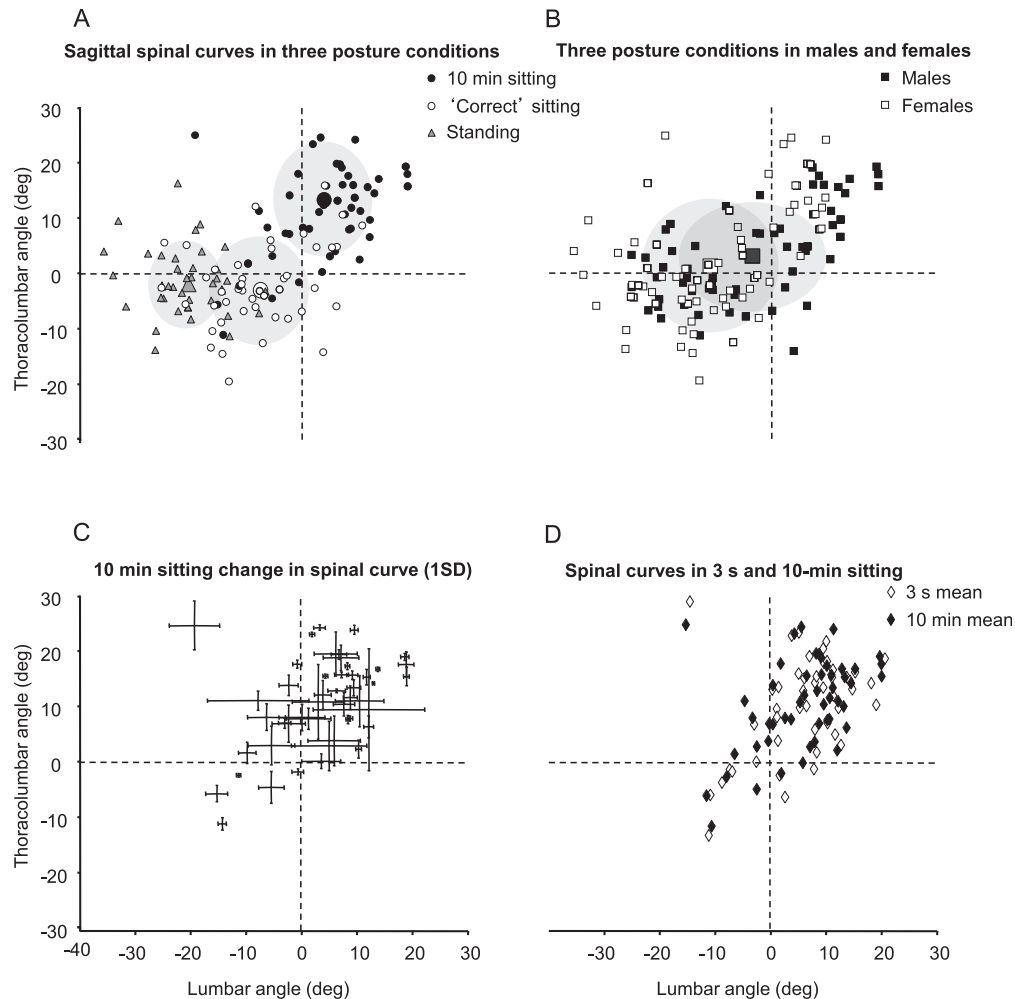 A
Sagittal spinal curves in three posture conditions
10 min sitting
'Correct' sitting
Standing
B
Three posture conditions in males and females
Males
Females
Thoracolumbar angle (deg)
30
20
10
0
-10
-20
-30
C
10 min sitting change in spinal curve (1SD)
D
Spinal curves in 3 s and 10-min sitting
3 s mean
10 min mean
Thoracolumbar angle (deg)
30
20
10
0
-10
-20
-30
-40 -30 -20 -10 0 10 20 30
-30 -20 -10 0 10 20 30
Lumbar angle (deg)
Lumbar angle (deg)